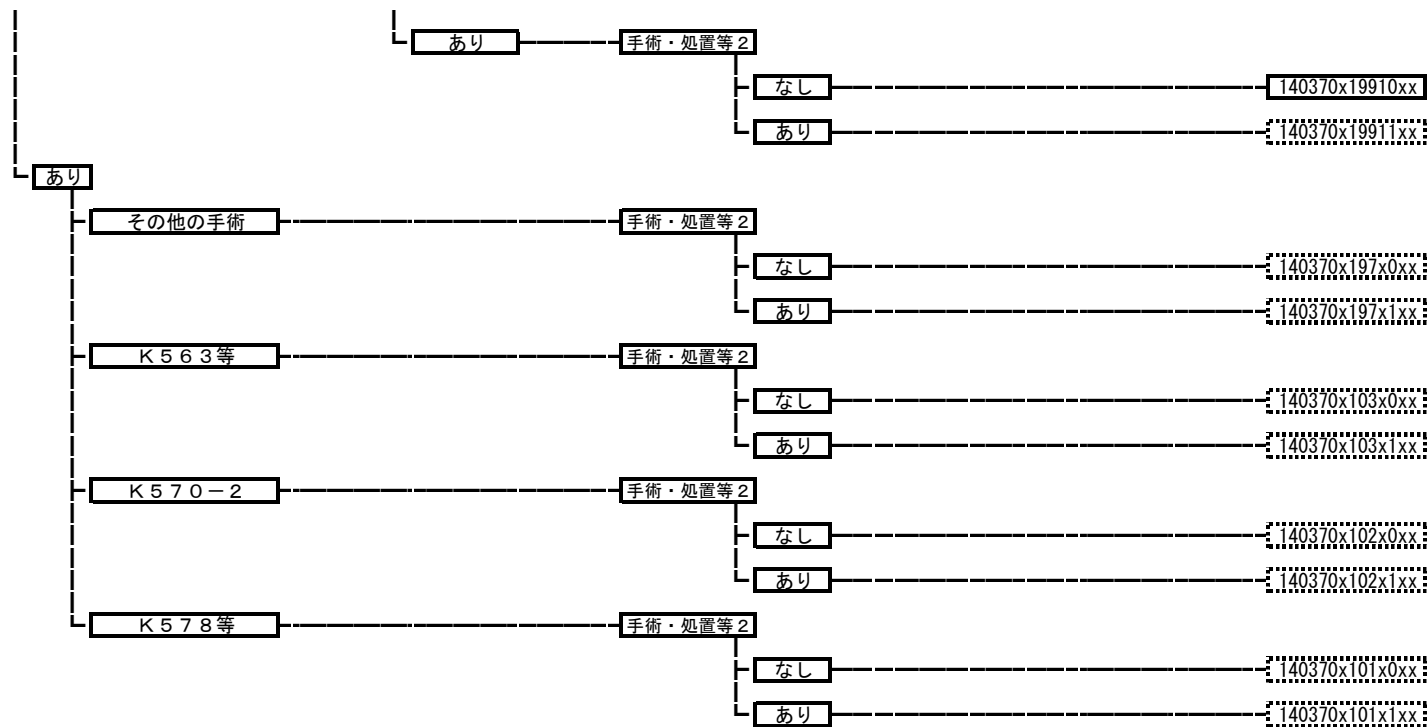 あり 手術・処置等2
なし 140370x19910xx
あり 140370x19911xx
あり
その他の手術 手術・処置等2
なし 140370x197x0xx
あり 140370x197x1xx
K563等 手術・処置等2
なし 140370x103x0xx
あり 140370x103x1xx
K570-2 手術・処置等2
なし 140370x102x0xx
あり 140370x102x1xx
K578等 手術・処置等2
なし 140370x101x0xx
あり 140370x101x1xx